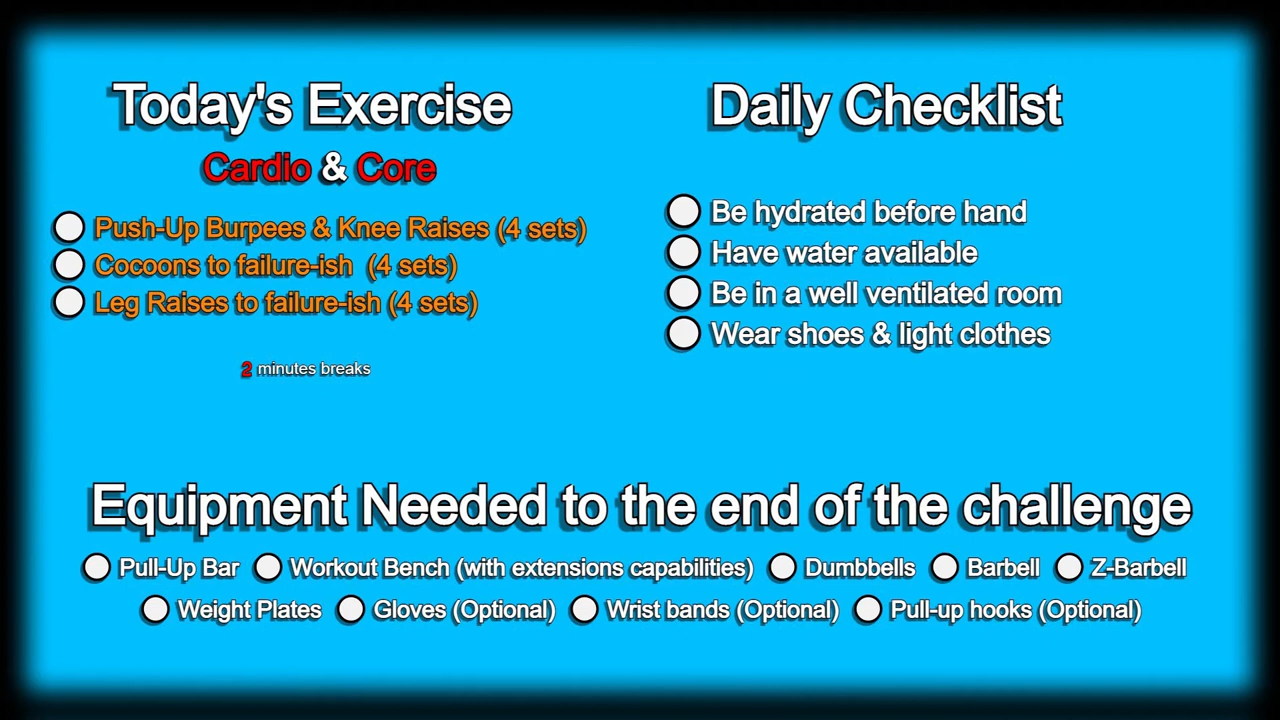 Today's Exercise
Cardio & Core
Push-Up Burpees & Knee Raises (4 sets)
Cocoons to failure-ish (4 sets)
Leg Raises to failure-ish (4 sets)
2 minutes breaks
Daily Checklist
Be hydrated before hand
Have water available
Be in a well ventilated room
Wear shoes & light clothes
Equipment Needed to the end of the challenge
Pull-Up Bar Workout Bench (with extensions capabilities) Dumbbells Barbell Z-Barbell
Weight Plates Gloves (Optional) Wrist bands (Optional) Pull-up hooks (Optional)